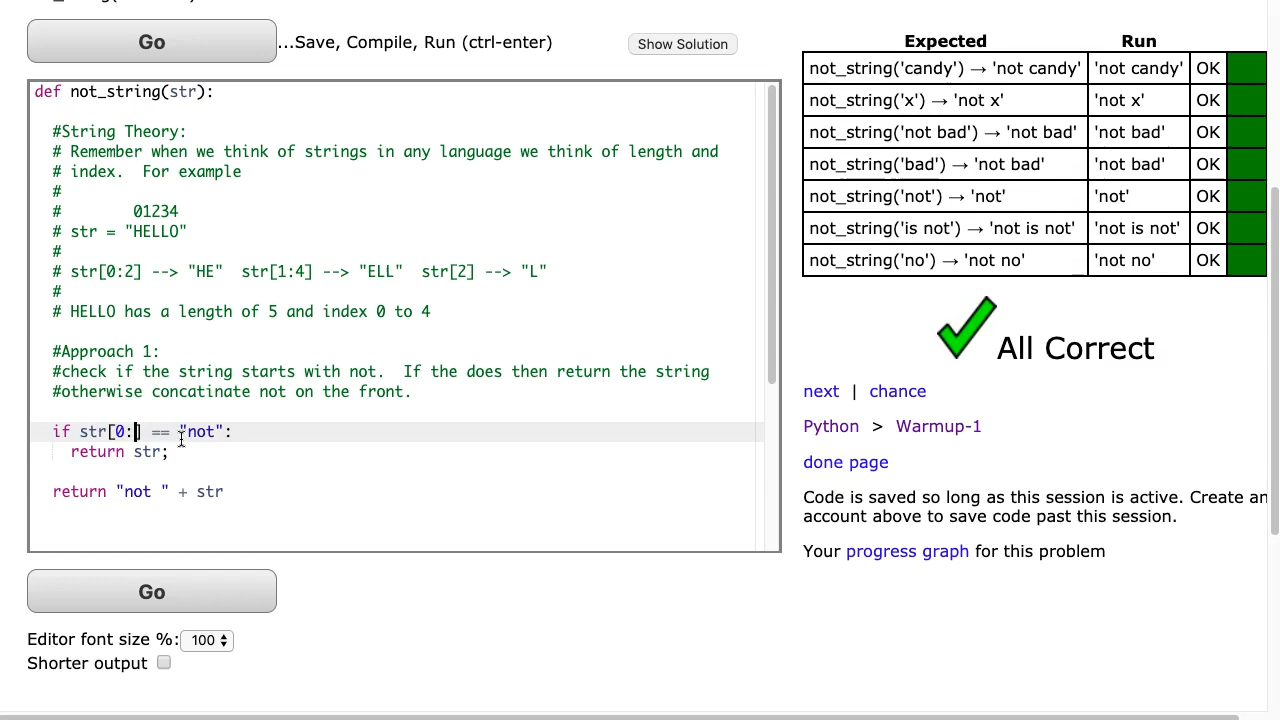 Go
...Save, Compile, Run (ctrl-enter)
Show Solution
def not_string(str):
#String Theory:
# Remember when we think of strings in any language we think of length and
# index.  For example
#
#        01234
# str = "HELLO"
#
# str[0:2] --> "HE"  str[1:4] --> "ELL"  str[2] --> "L"
#
# HELLO has a length of 5 and index 0 to 4
#Approach 1:
#check if the string starts with not.  If the does then return the string
#otherwise concatinate not on the front.
if str[0:] == "not":
return str;
return "not " + str
Go
Editor font size %: 100
Shorter output
Expected Run
not_string('candy') → 'not candy' 'not candy' OK
not_string('x') → 'not x' 'not x' OK
not_string('not bad') → 'not bad' 'not bad' OK
not_string('bad') → 'not bad' 'not bad' OK
not_string('not') → 'not' 'not' OK
not_string('is not') → 'not is not' 'not is not' OK
not_string('no') → 'not no' 'not no' OK
All Correct
next | chance
Python > Warmup-1
done page
Code is saved so long as this session is active. Create an
account above to save code past this session.
Your progress graph for this problem